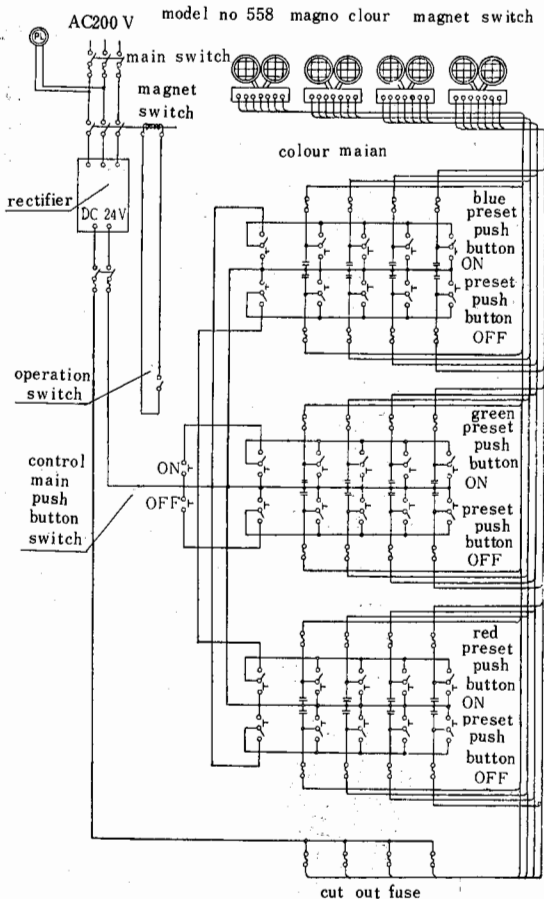 model no 558 magno clour magnet switch
AC200 V
PL
main switch
magnet
switch
colour maian
rectifier
DC 24V
blue
preset
push
button
ON
preset
push
button
OFF
operation
switch
green
preset
push
button
ON
preset
push
button
OFF
control
main
push
button
switch
ON
OFF
red
preset
push
button
ON
preset
push
button
OFF
cut out fuse